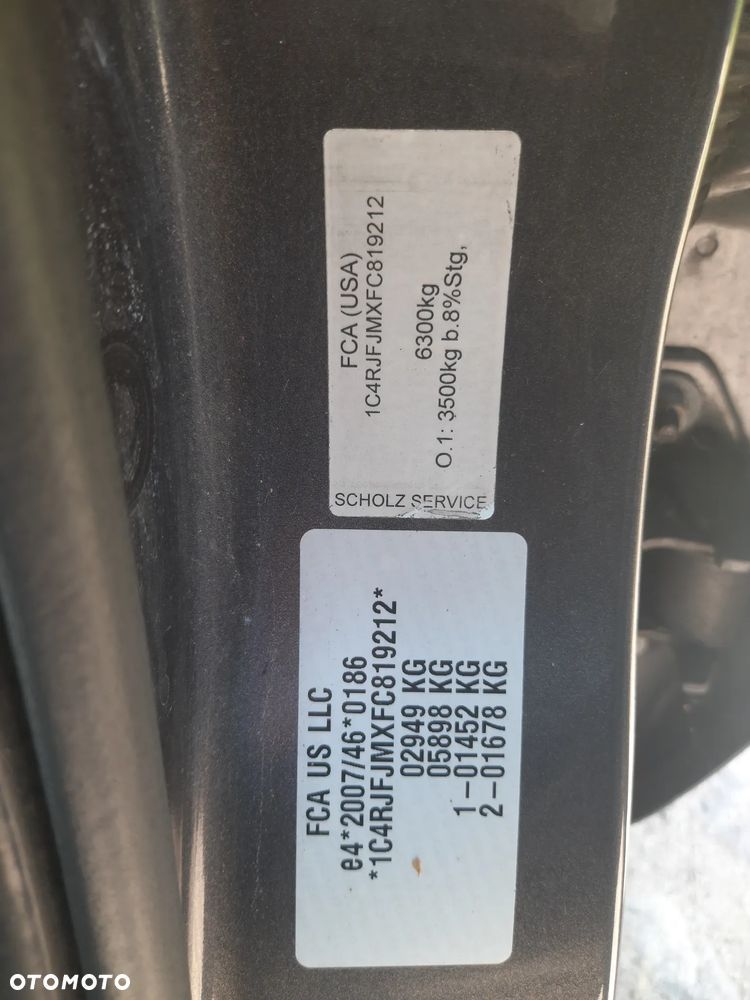 FCA (USA)
1C4RJFJMXFC819212
6300kg
O.1: 3500kg b.8%Stg,
SCHOLZ SERVICE
FCA US LLC
e4*2007/46*0186
*1C4RJFJMXFC819212*
02949 KG
05898 KG
1-01452 KG
2-01678 KG
OTOMOTO